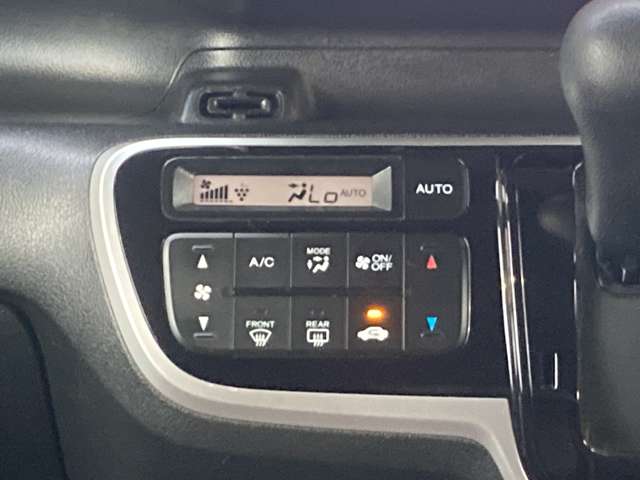 Lo AUTO
AUTO
A/C
MODE
ON/
OFF
FRONT
REAR